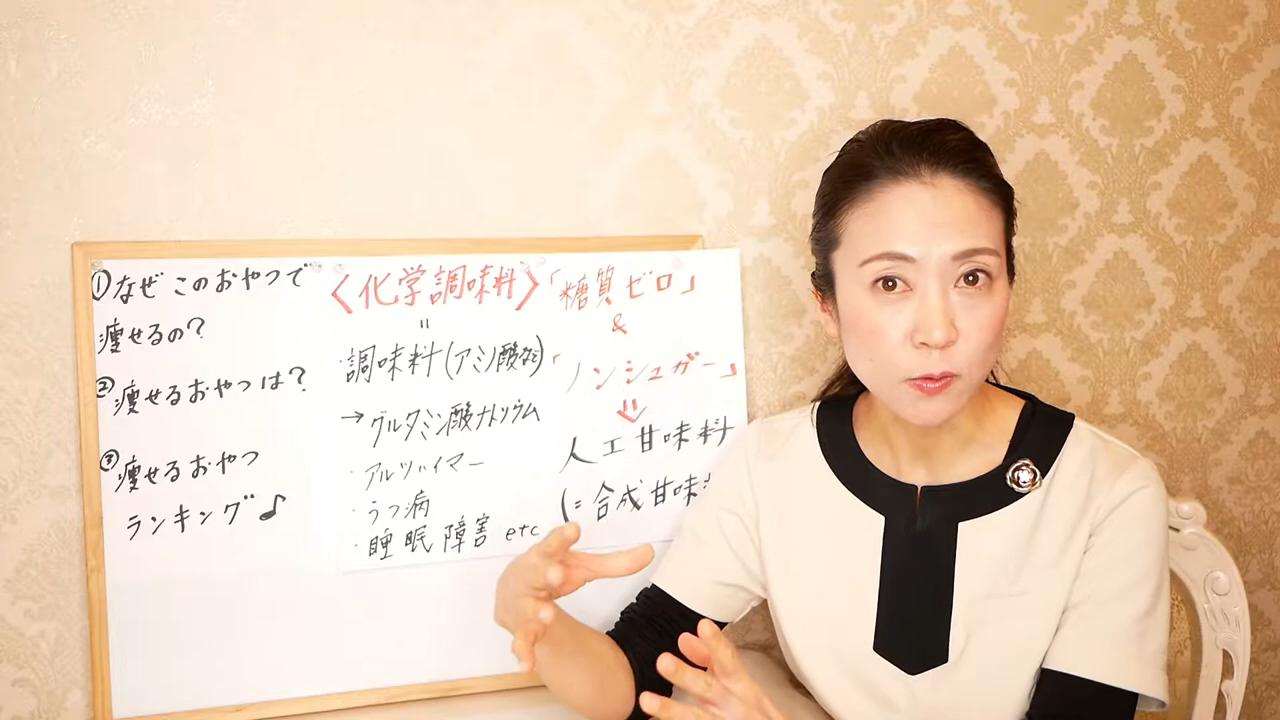 ①なぜこのおやつで
痩せるの?
②痩せるおやつは?
③痩せるおやつ
ランキング♪
〈化学調味料〉
〃
・調味料(アミノ酸等)
→グルタミン酸ナトリウム
・アルツハイマー
・うつ病
・睡眠障害 etc
「糖質ゼロ」
&
「ノンシュガー」
⇓
人工甘味料
(=合成甘味